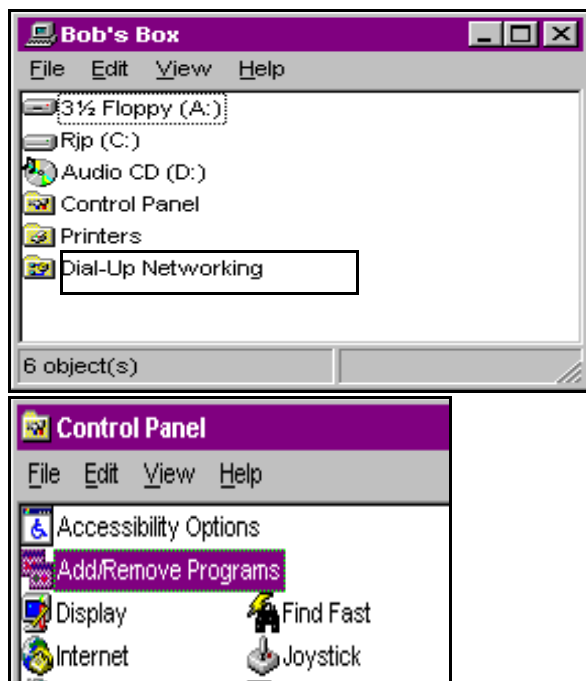 Bob's Box
File Edit View Help
3½ Floppy (A:)
Rjp (C:)
Audio CD (D:)
Control Panel
Printers
Dial-Up Networking
6 object(s)
Control Panel
File Edit View Help
Accessibility Options
Add/Remove Programs
Display Find Fast
Internet Joystick